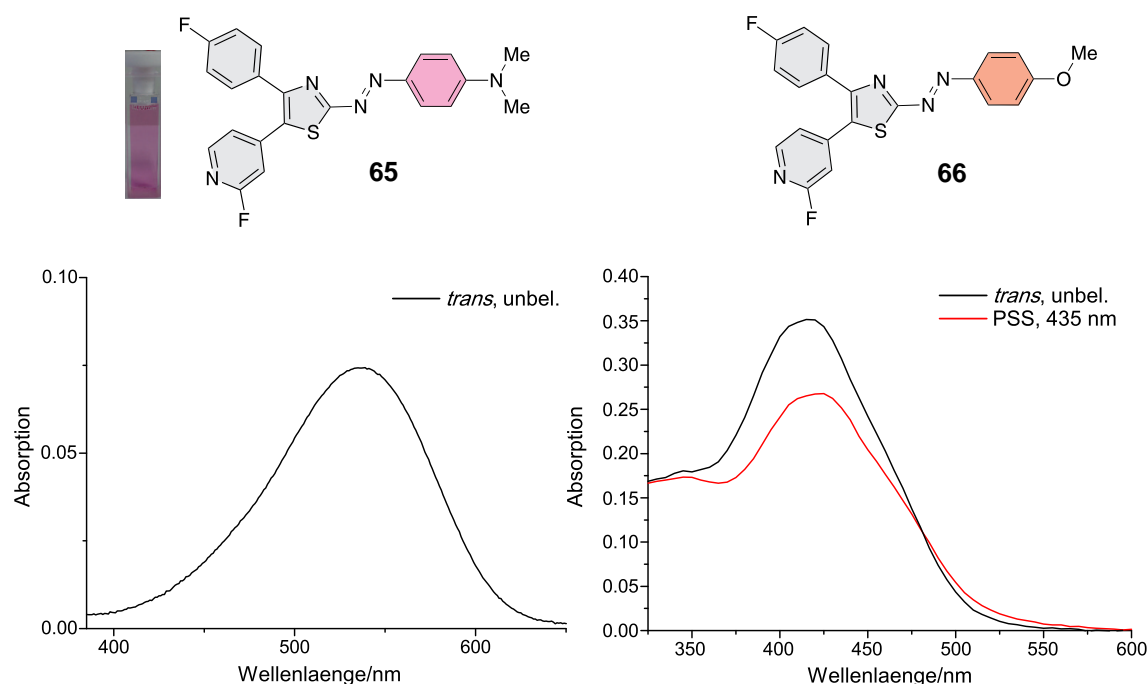 F
N
S
N
N
N
Me
Me
N
F
65
F
N
S
N
N
O
Me
N
F
66
0.10
0.05
0.00
Absorption
400
500
600
Wellenlaenge/nm
trans, unbel.
0.40
0.35
0.30
0.25
0.20
0.15
0.10
0.05
0.00
Absorption
350
400
450
500
550
600
Wellenlaenge/nm
trans, unbel.
PSS, 435 nm